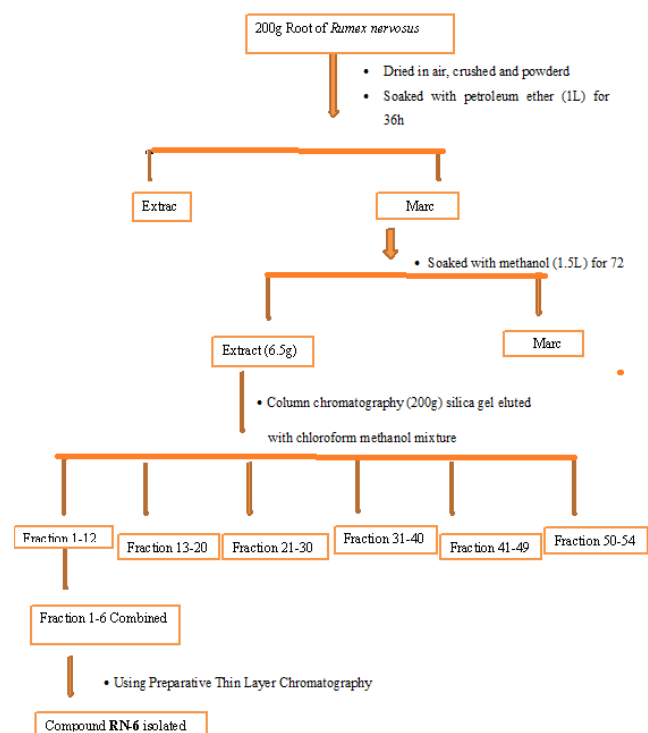 200g Root of Rumex nervosus
• Dried in air, crushed and powderd
• Soaked with petroleum ether (1L) for
36h
Extrac
Marc
• Soaked with methanol (1.5L) for 72
Extract (6.5g)
Marc
• Column chromatography (200g) silica gel eluted
with chloroform methanol mixture
Fraction 1-12
Fraction 13-20
Fraction 21-30
Fraction 31-40
Fraction 41-49
Fraction 50-54
Fraction 1-6 Combined
• Using Preparative Thin Layer Chromatography
Compound RN-6 isolated